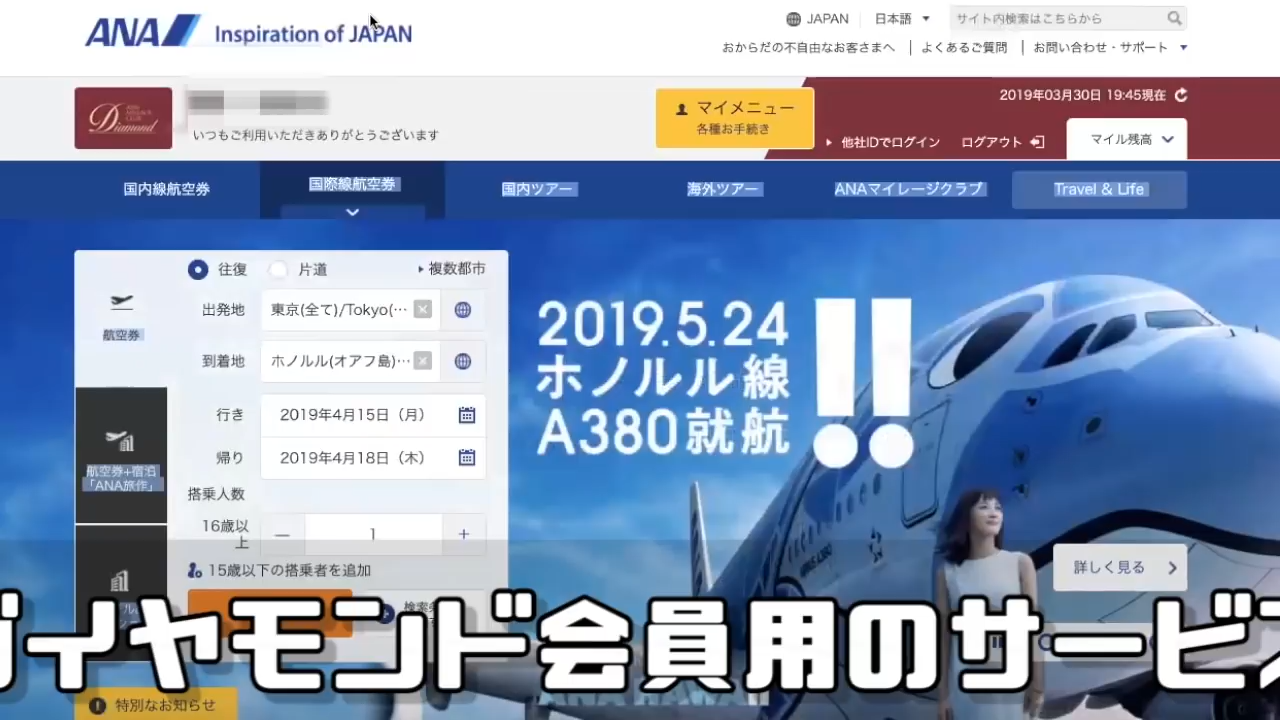 ANA Inspiration of JAPAN
JAPAN 日本語 サイト内検索はこちらから
おからだの不自由なお客さまへ よくあるご質問 お問い合わせ・サポート
Diamond
いつもご利用いただきありがとうございます
マイメニュー
各種お手続き
2019年03月30日 19:45現在
他社IDでログイン ログアウト マイル残高
国内線航空券 国際線航空券 国内ツアー 海外ツアー ANAマイレージクラブ Travel & Life
往復 片道 複数都市
航空券
出発地 東京(全て)/Tokyo(…
到着地 ホノルル(オアフ島)…
行き 2019年4月15日（月）
帰り 2019年4月18日（木）
航空券+宿泊
「ANA旅作」
搭乗人数
16歳以上 1
15歳以下の搭乗者を追加
2019.5.24
ホノルル線
A380就航
!!
詳しく見る
ダイヤモンド会員用のサービス
特別なお知らせ